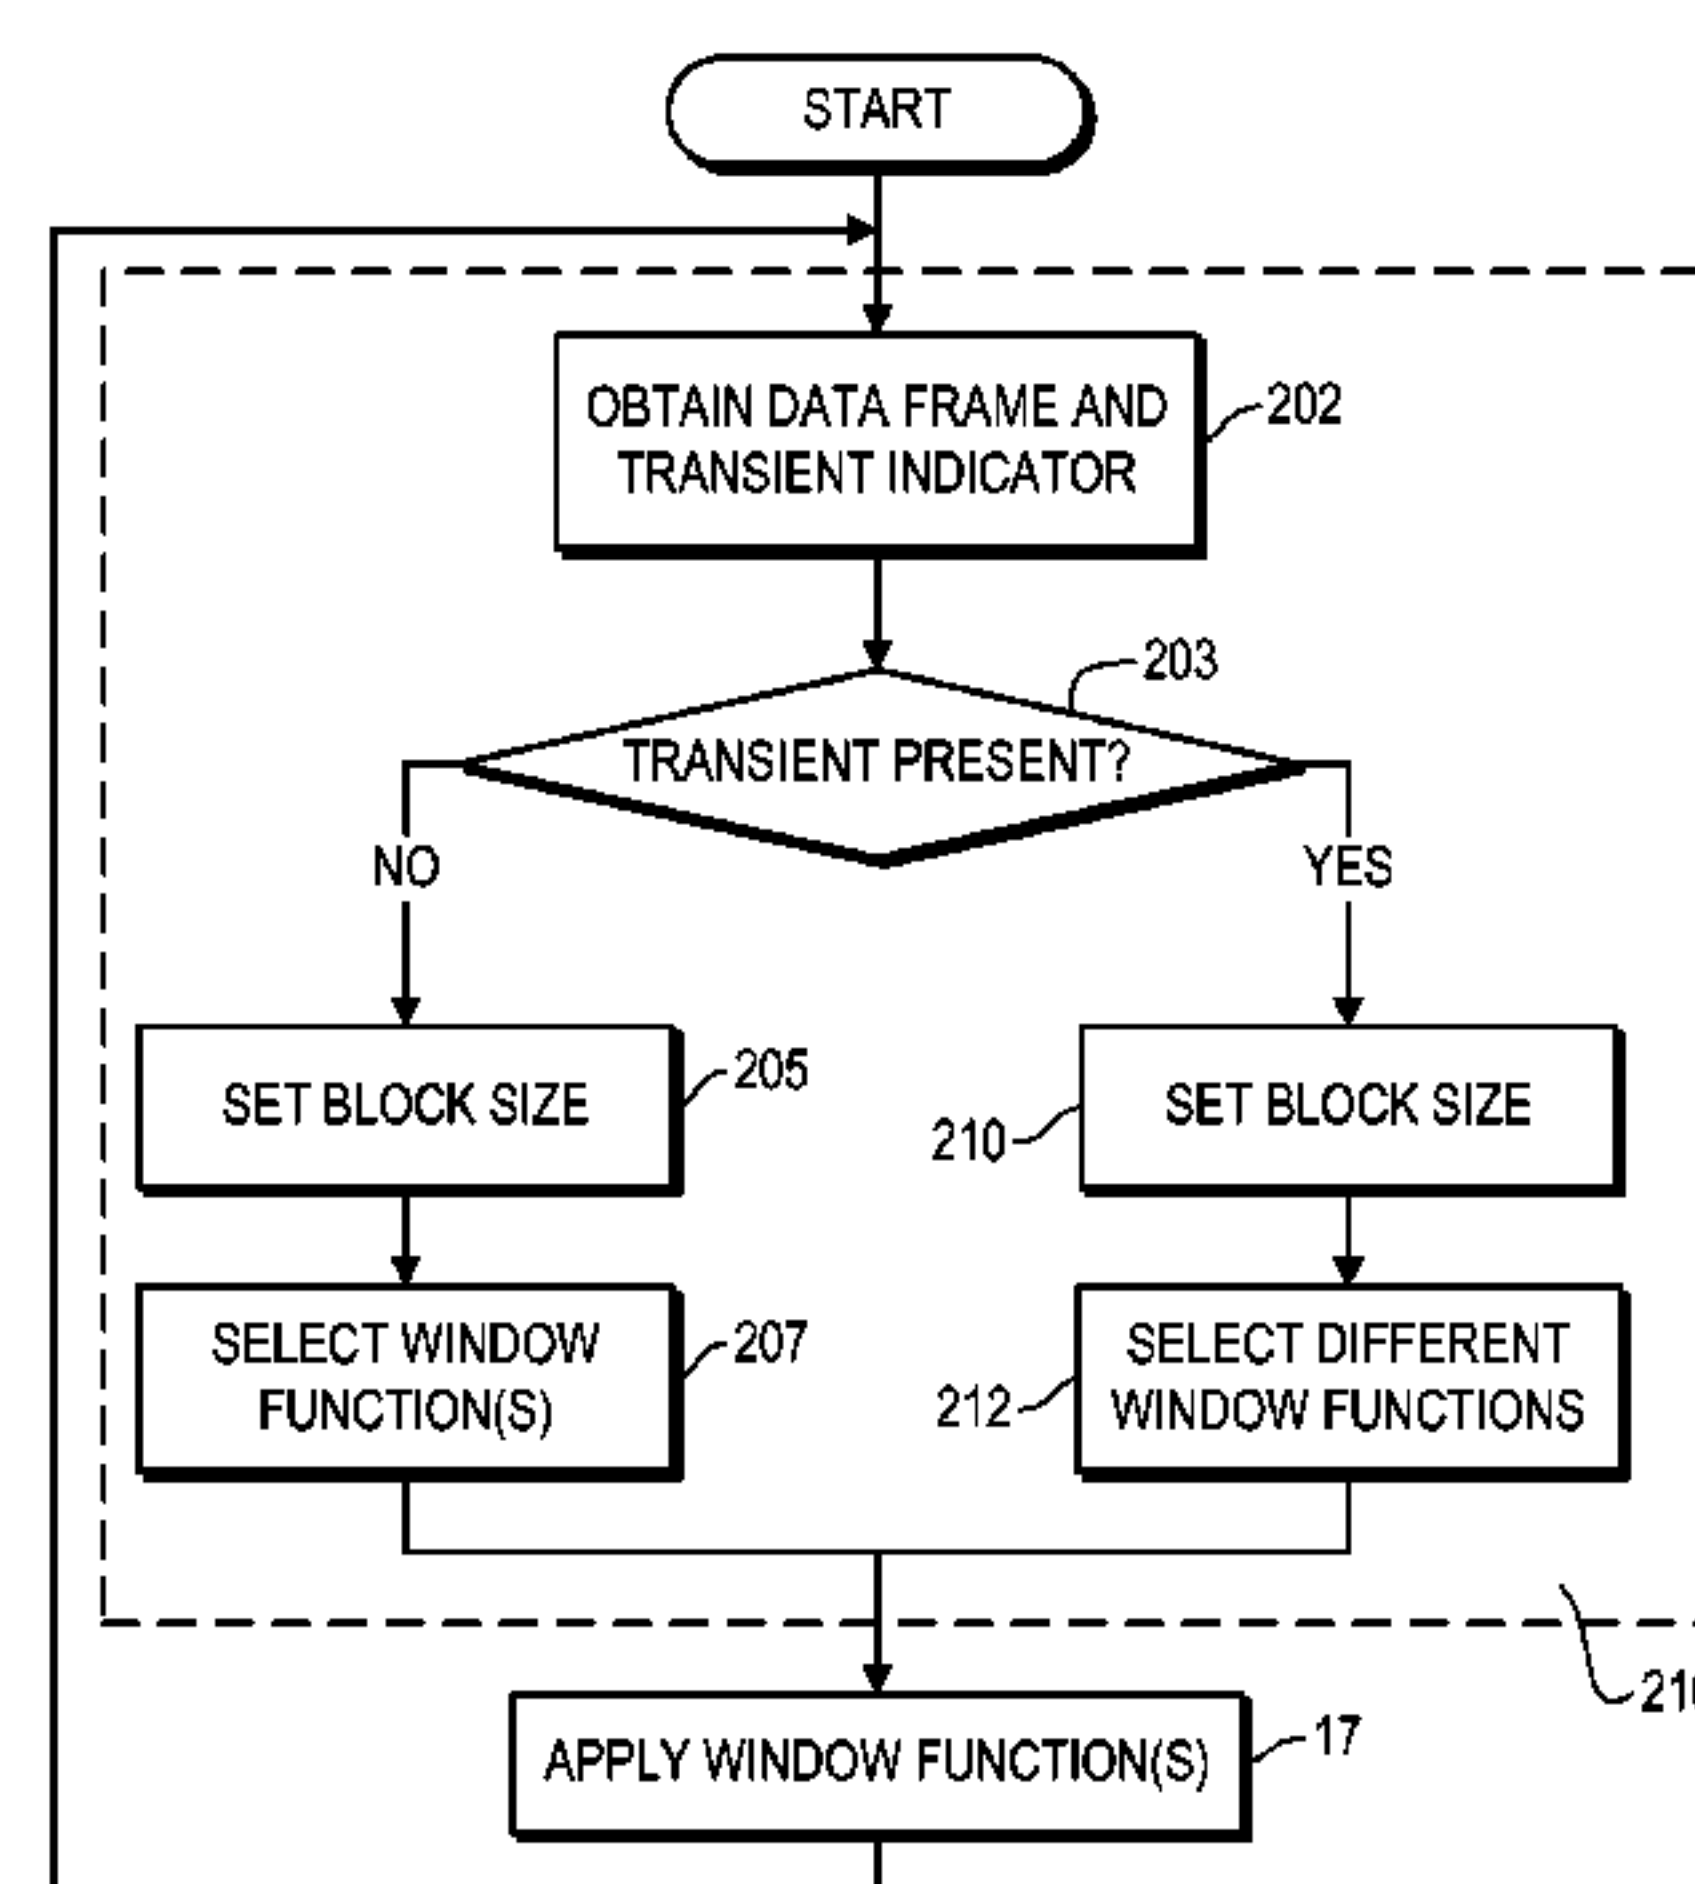 START
OBTAIN DATA FRAME AND
TRANSIENT INDICATOR
202
203
TRANSIENT PRESENT?
NO
YES
SET BLOCK SIZE
205
210
SET BLOCK SIZE
SELECT WINDOW
FUNCTION(S)
207
212
SELECT DIFFERENT
WINDOW FUNCTIONS
APPLY WINDOW FUNCTION(S)
17